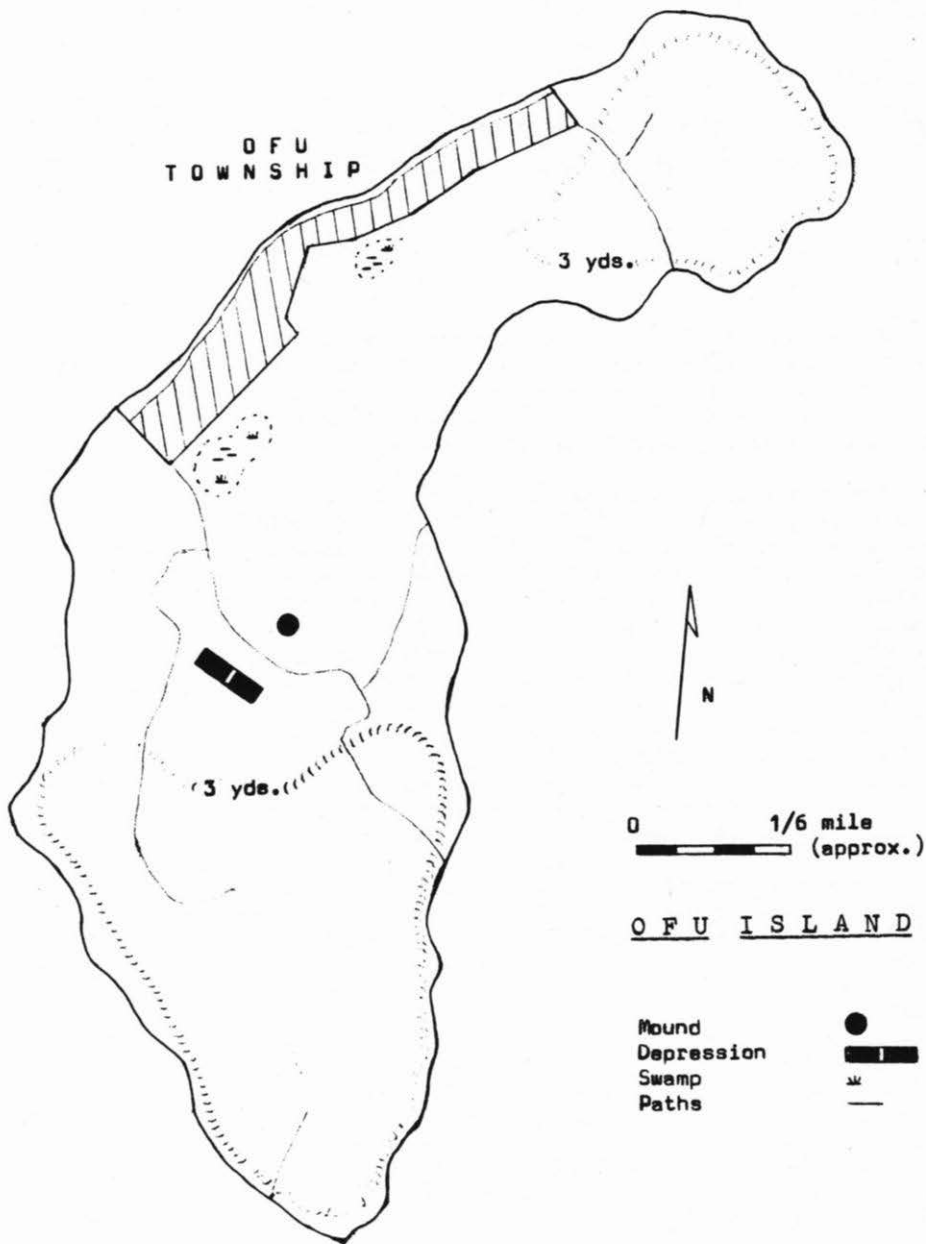 OFU
TOWNSHIP
3 yds.
N
3 yds.
0 1/6 mile
(approx.)
OFU ISLAND
Mound
Depression
Swamp
Paths